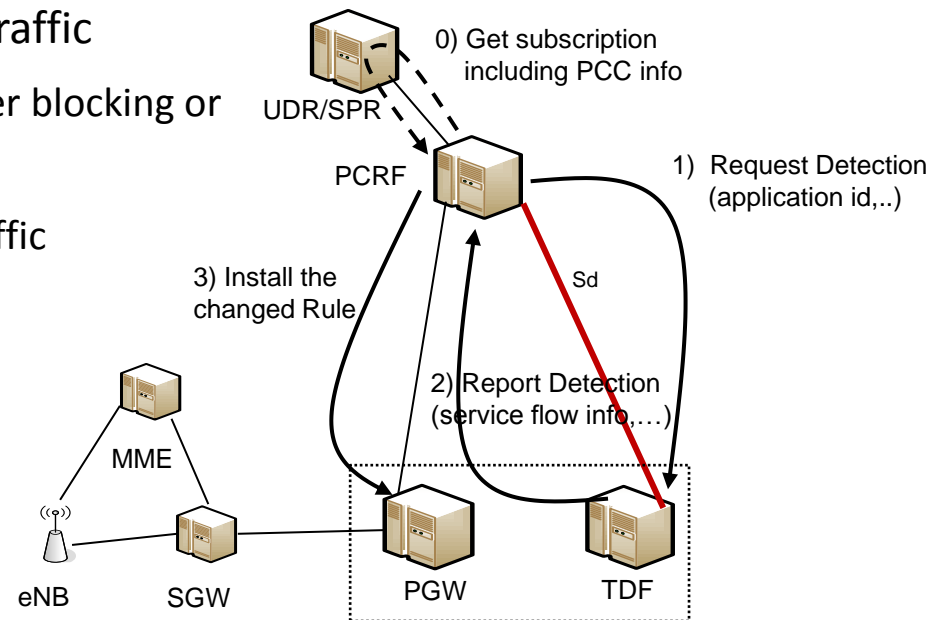 raffic
er blocking or
ffic
0) Get subscription
including PCC info
UDR/SPR
PCRF
1) Request Detection
(application id,..)
3) Install the
changed Rule
Sd
2) Report Detection
(service flow info,…)
MME
eNB
SGW
PGW
TDF